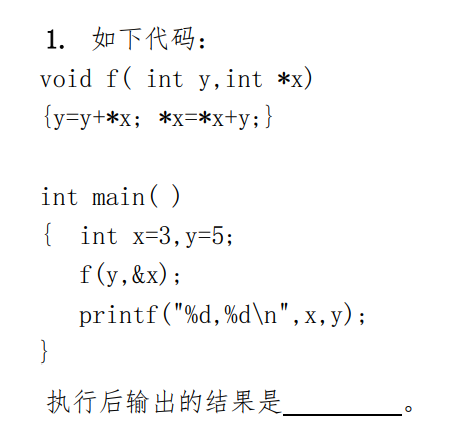 1. 如下代码：
void f( int y,int *x)
{y=y+*x; *x=*x+y;}
int main( )
{ int x=3,y=5;
f(y,&x);
printf("%d,%d\n",x,y);
}
执行后输出的结果是________。